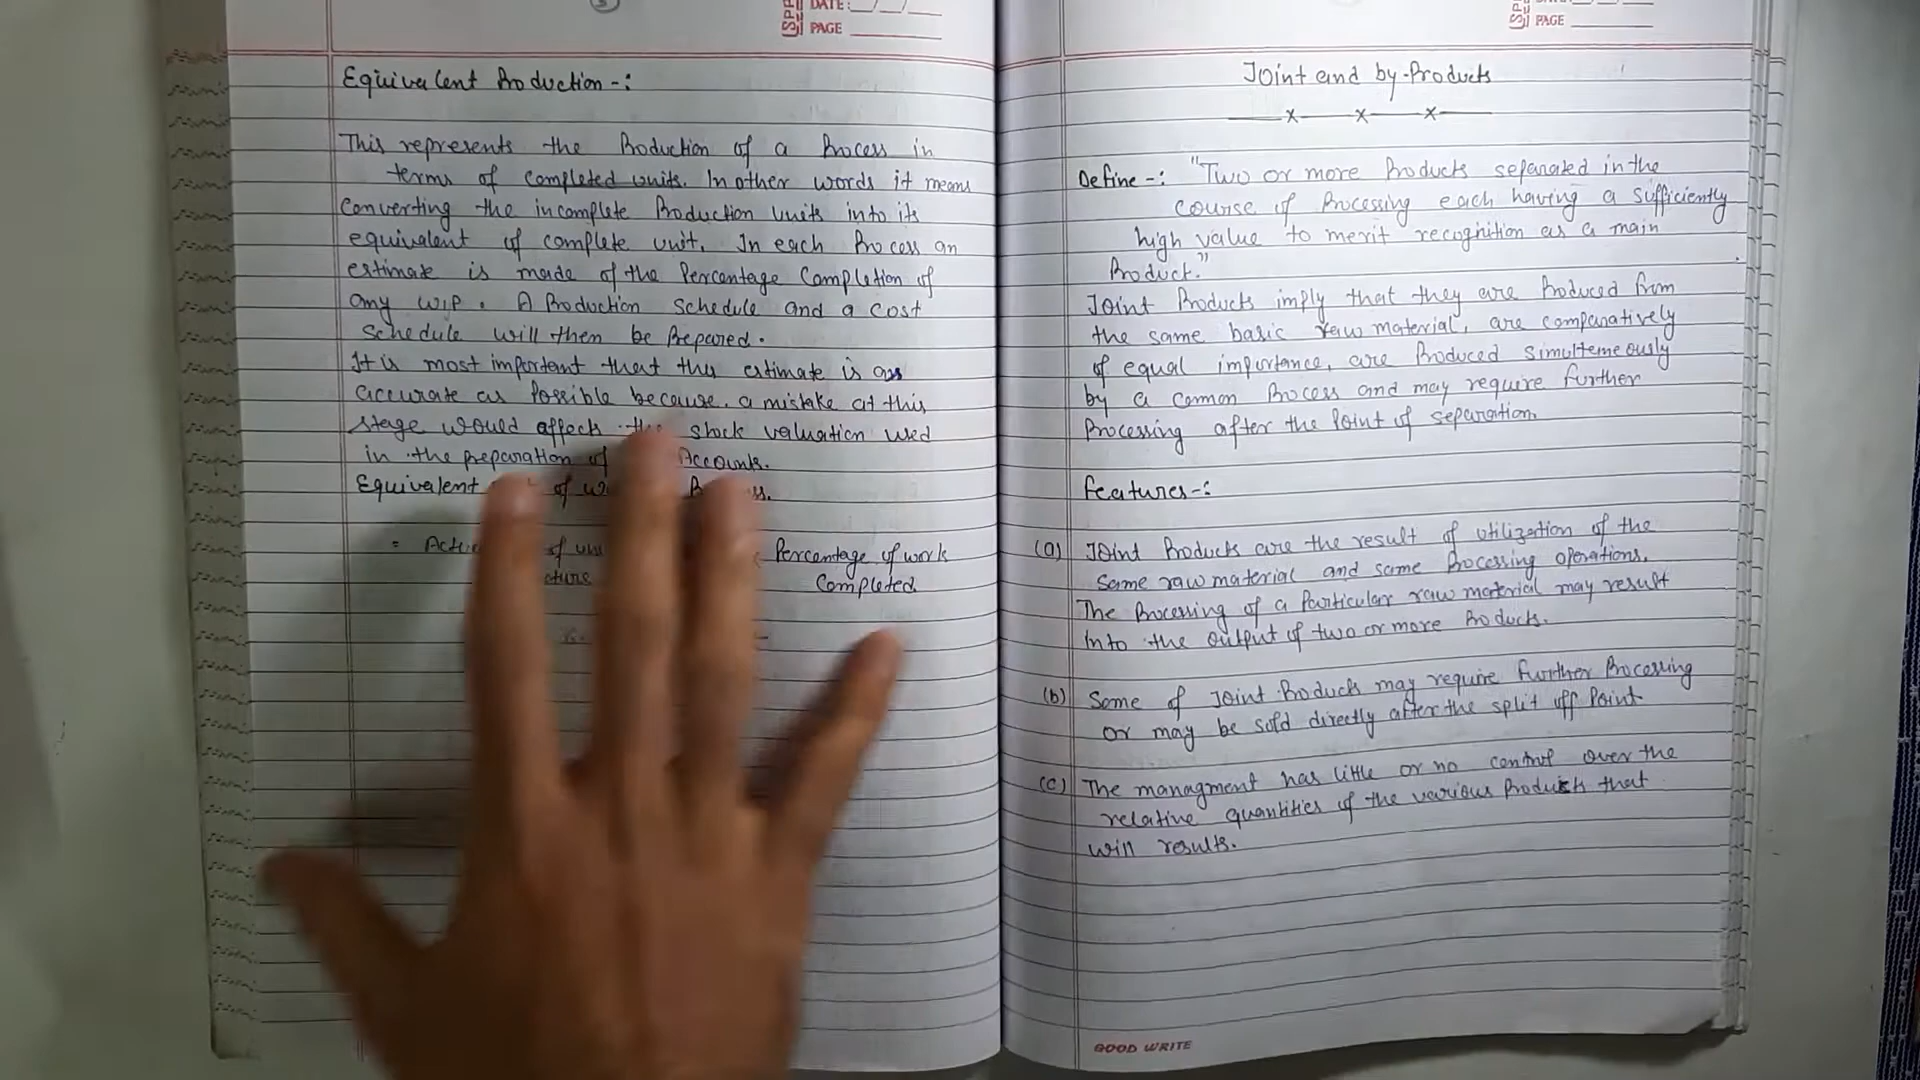 DATE:
PAGE
Equivalent Production -:
This represents the Production of a Process in
terms of completed units. In other words it means
Converting the incomplete Production units into its
equivalent of complete unit. In each Process an
estimate is made of the Percentage Completion of
any WIP. A Production Schedule and a cost
Schedule will then be Prepared.
It is most important that this estimate is as
accurate as Possible because a mistake at this
stage would affects the stock valuation used
in the preparation of Accounts.
Equivalent of
of Percentage of work
Completed
PAGE
Joint and by-Products
Define -: "Two or more Products separated in the
course of Processing each having a sufficiently
high value to merit recognition as a main
Product."
Joint Products imply that they are Produced from
the same basic raw material, are comparatively
of equal importance, are Produced simultemeously
by a common Process and may require further
Processing after the Point of separation.
Features -:
(a) Joint Products are the result of utilization of the
Same raw material and same Processing operations.
The Processing of a Particular raw material may result
into the output of two or more Products.
(b) Some of Joint Products may require further Processing
or may be sold directly after the split off Point
(c) The managment has little or no control over the
relative quantities of the various Products that
will results.
GOOD WRITE